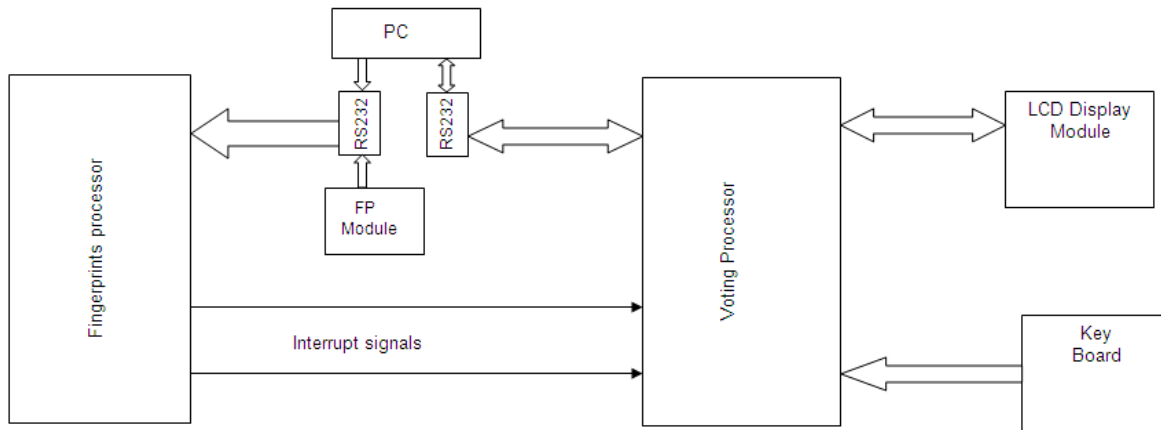 PC
RS232
RS232
FP
Module
Fingerprints processor
Interrupt signals
Voting Processor
LCD Display
Module
Key
Board